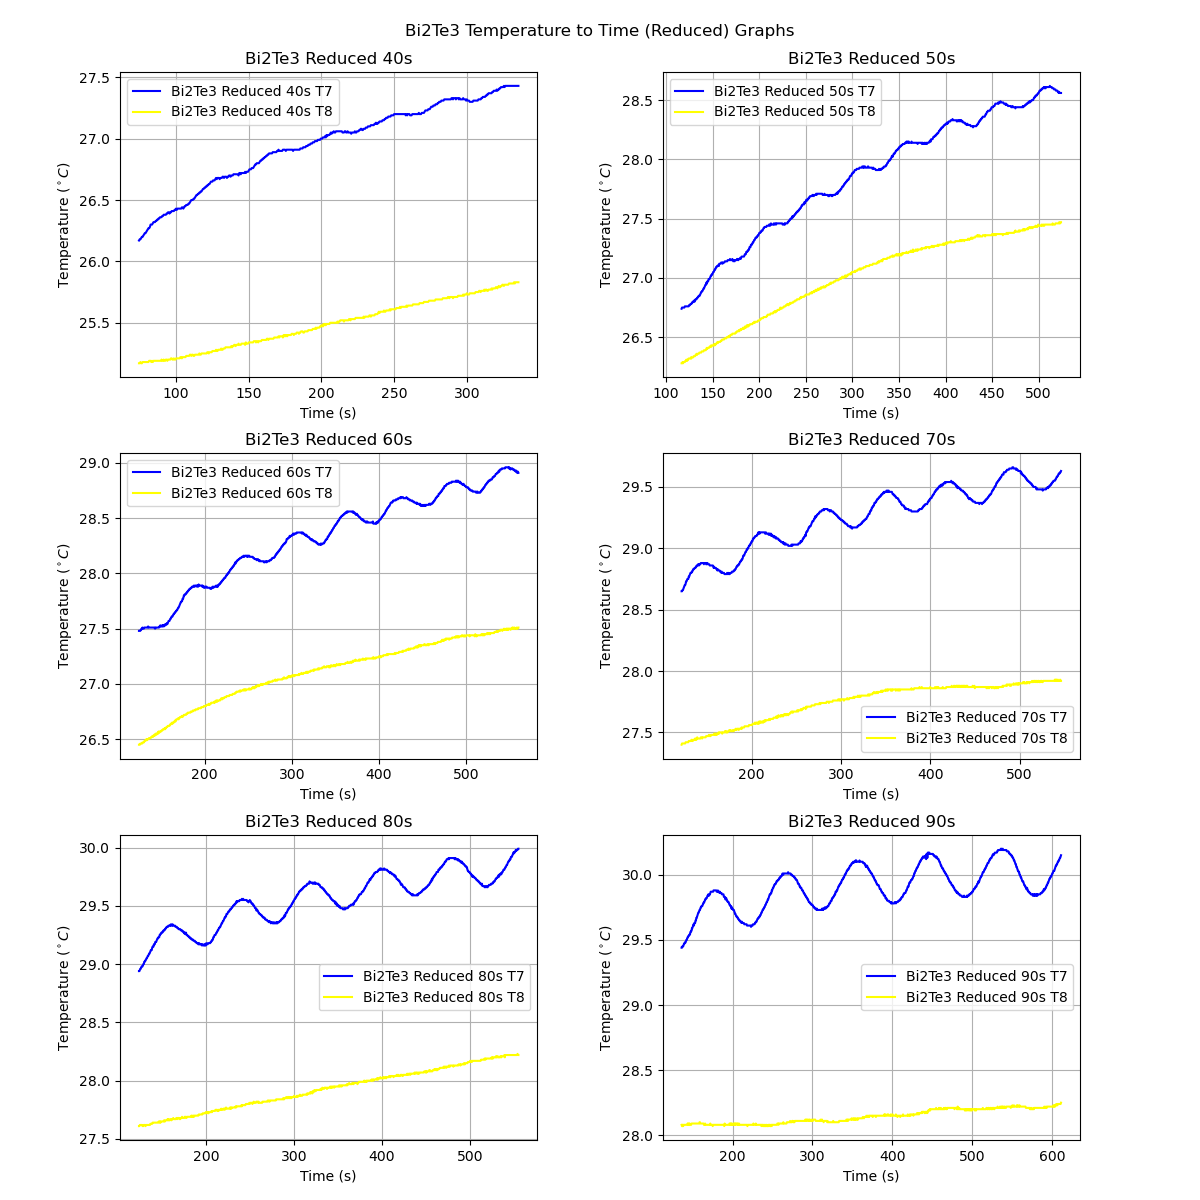 Bi2Te3 Temperature to Time (Reduced) Graphs
Bi2Te3 Reduced 40s
27.5
27.0
26.5
26.0
25.5
Temperature (°C)
Bi2Te3 Reduced 40s T7
Bi2Te3 Reduced 40s T8
100 150 200 250 300
Time (s)
Bi2Te3 Reduced 50s
28.5
28.0
27.5
27.0
26.5
Temperature (°C)
Bi2Te3 Reduced 50s T7
Bi2Te3 Reduced 50s T8
100 150 200 250 300 350 400 450 500
Time (s)
Bi2Te3 Reduced 60s
29.0
28.5
28.0
27.5
27.0
26.5
Temperature (°C)
Bi2Te3 Reduced 60s T7
Bi2Te3 Reduced 60s T8
200 300 400 500
Time (s)
Bi2Te3 Reduced 70s
29.5
29.0
28.5
28.0
27.5
Temperature (°C)
Bi2Te3 Reduced 70s T7
Bi2Te3 Reduced 70s T8
200 300 400 500
Time (s)
Bi2Te3 Reduced 80s
30.0
29.5
29.0
28.5
28.0
27.5
Temperature (°C)
Bi2Te3 Reduced 80s T7
Bi2Te3 Reduced 80s T8
200 300 400 500
Time (s)
Bi2Te3 Reduced 90s
30.0
29.5
29.0
28.5
28.0
Temperature (°C)
Bi2Te3 Reduced 90s T7
Bi2Te3 Reduced 90s T8
200 300 400 500 600
Time (s)